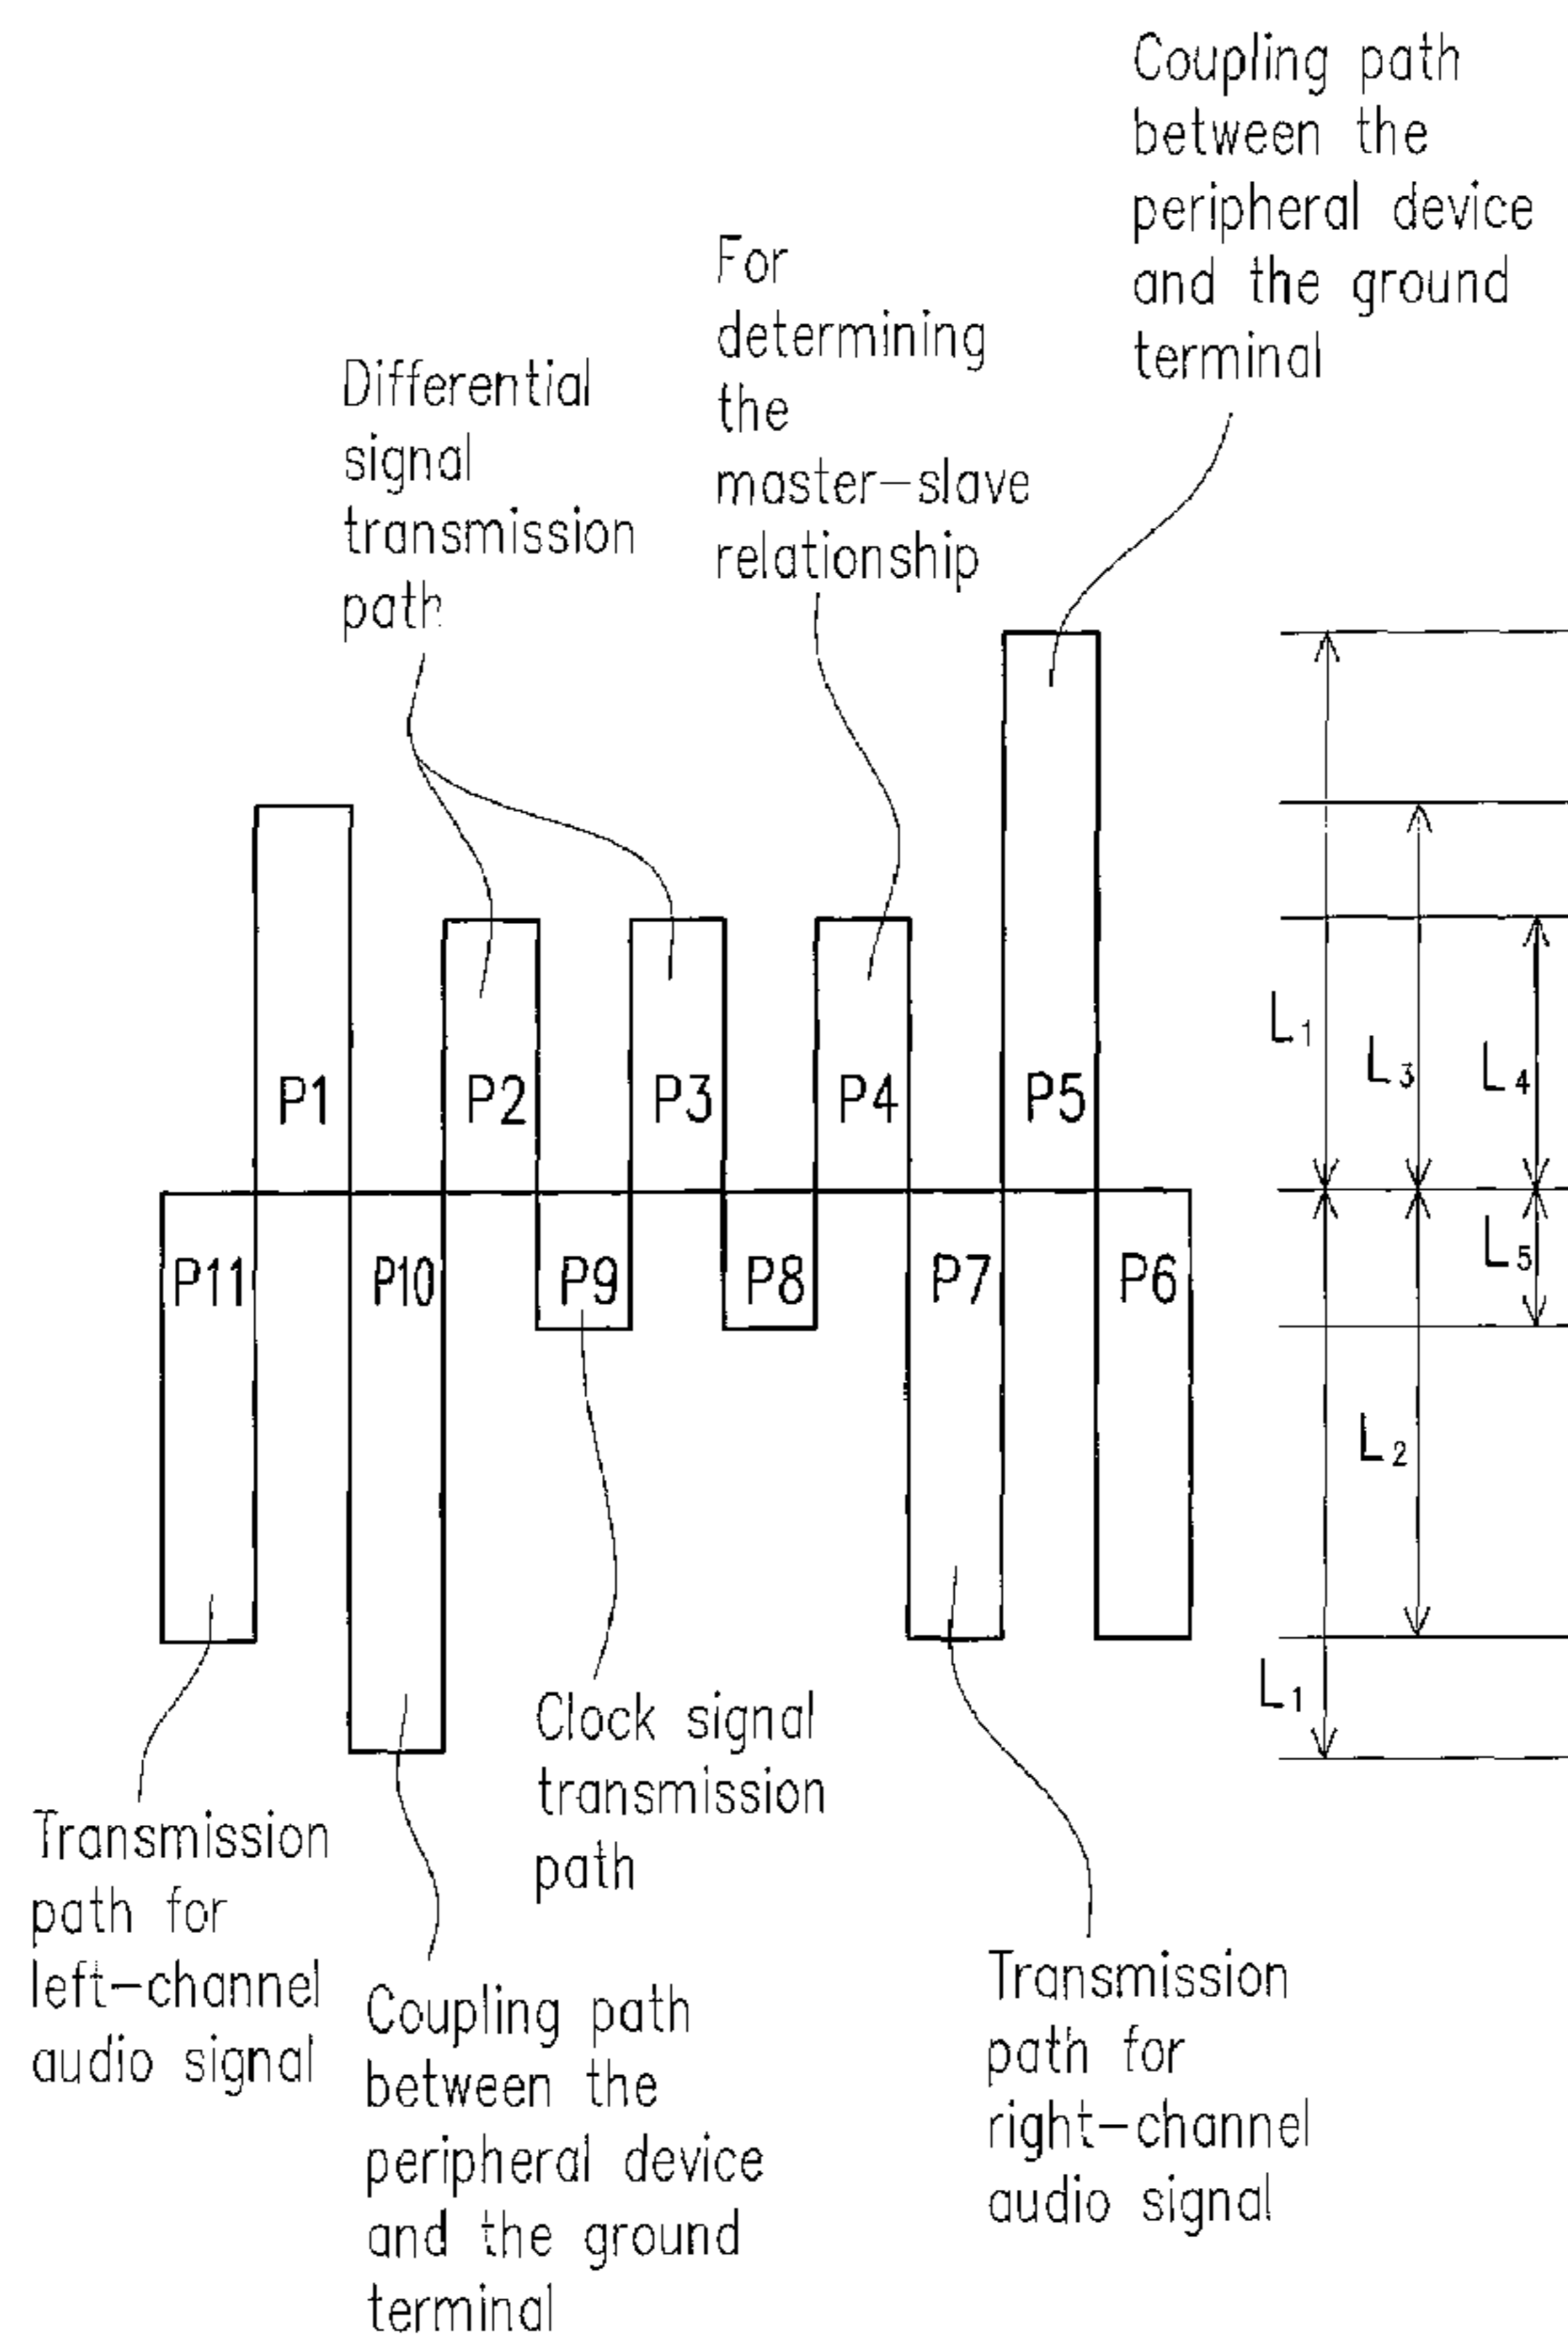 Coupling path
between the
peripheral device
and the ground
terminal
For
determining
the
master-slave
relationship
Differential
signal
transmission
path
L1
L3
L4
P1
P2
P3
P4
P5
P11
P10
P9
P8
P7
P6
L5
L2
L1
Clock signal
transmission
path
Transmission
path for
left-channel
audio signal
Coupling path
between the
peripheral device
and the ground
terminal
Transmission
path for
right-channel
audio signal